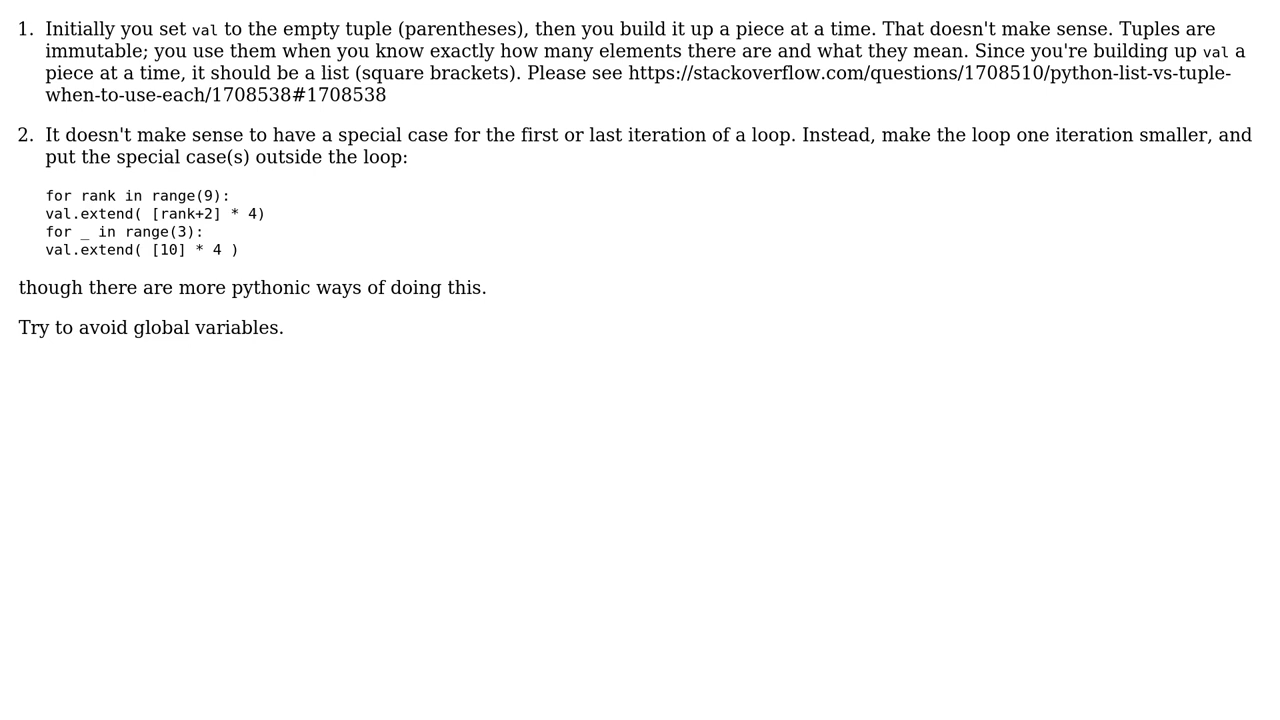 1. Initially you set val to the empty tuple (parentheses), then you build it up a piece at a time. That doesn't make sense. Tuples are
immutable; you use them when you know exactly how many elements there are and what they mean. Since you're building up val a
piece at a time, it should be a list (square brackets). Please see https://stackoverflow.com/questions/1708510/python-list-vs-tuple-
when-to-use-each/1708538#1708538
2. It doesn't make sense to have a special case for the first or last iteration of a loop. Instead, make the loop one iteration smaller, and
put the special case(s) outside the loop:
for rank in range(9):
val.extend( [rank+2] * 4)
for _ in range(3):
val.extend( [10] * 4 )
though there are more pythonic ways of doing this.
Try to avoid global variables.